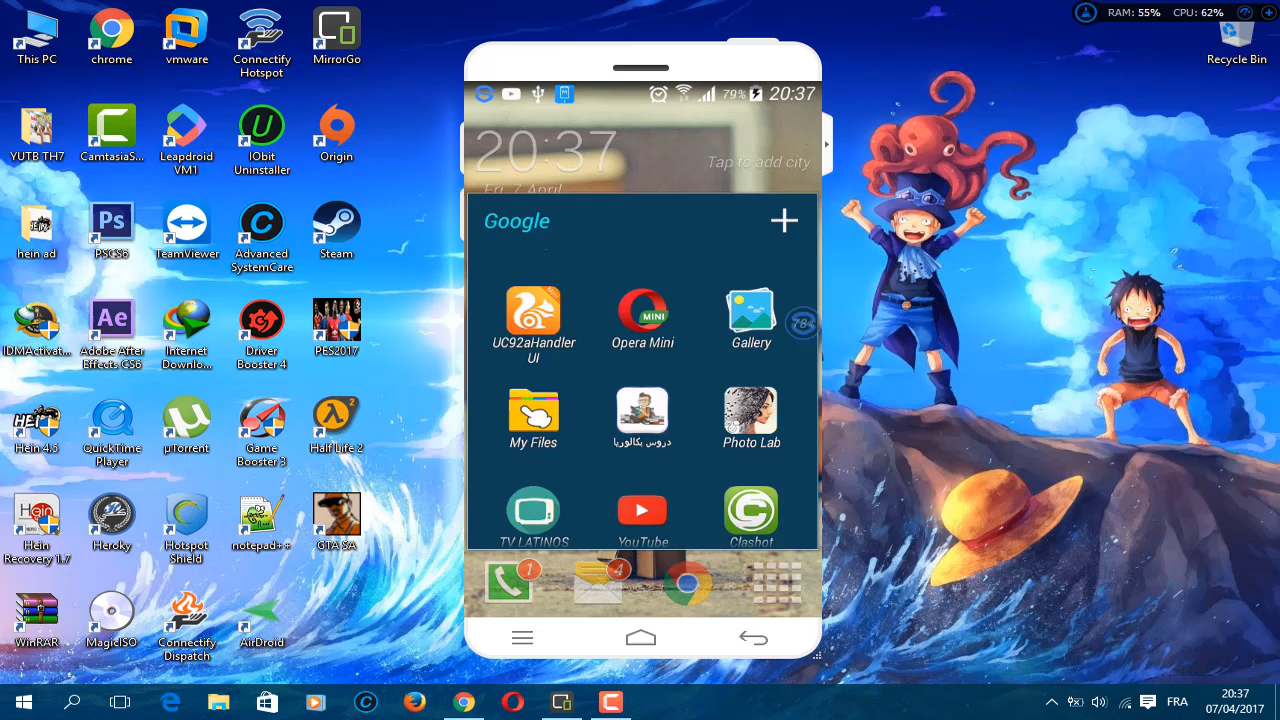 RAM: 55% CPU: 62%
This PC
chrome
vmware
Connectify
Hotspot
MirrorGo
Recycle Bin
YUTB TH7
CamtasiaS...
Leapdroid
VM1
IObit
Uninstaller
Origin
hein ad
PSCS6
TeamViewer
Advanced
SystemCare
Steam
IDMActivat...
Adobe After
Effects CS6
Internet
Downlo...
Driver
Booster 4
PES2017
Hein 4.6
QuickTime
Player
µTorrent
Game
Booster 3
Half Life 2
Hein
Recovery 1.7
Heroky
Hotspot
Shield
notepad++
GTA SA
WinRAR
MagicISO
Connectify
Dispatch
AirDroid
79% 20:37
20:37
Tap to add city
Fri, 7 April
Google
UC92aHandler
UI
Opera Mini
Gallery
78%
MINI
My Files
دروس بكالوريا
Photo Lab
TV LATINOS
YouTube
Clashot
1
4
FRA
20:37
07/04/2017